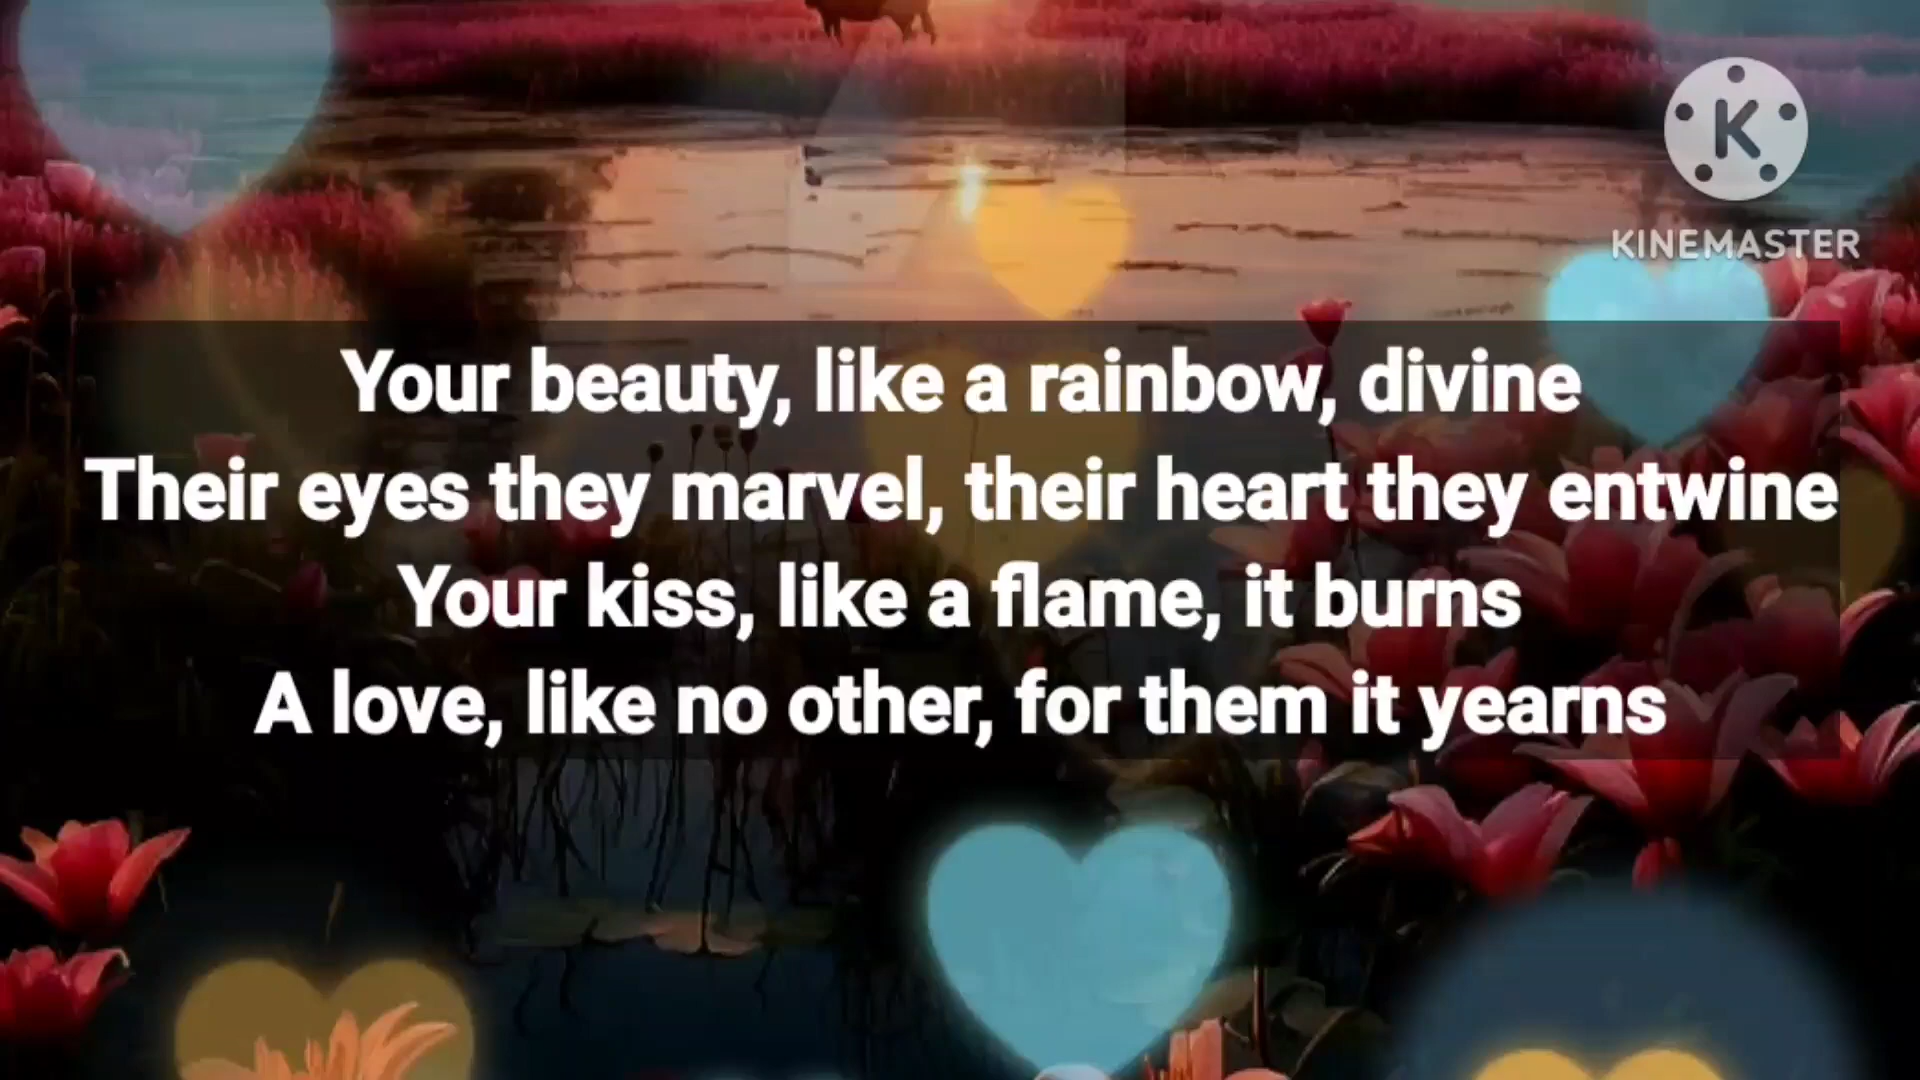 K
KINEMASTER
Your beauty, like a rainbow, divine
Their eyes they marvel, their heart they entwine
Your kiss, like a flame, it burns
A love, like no other, for them it yearns